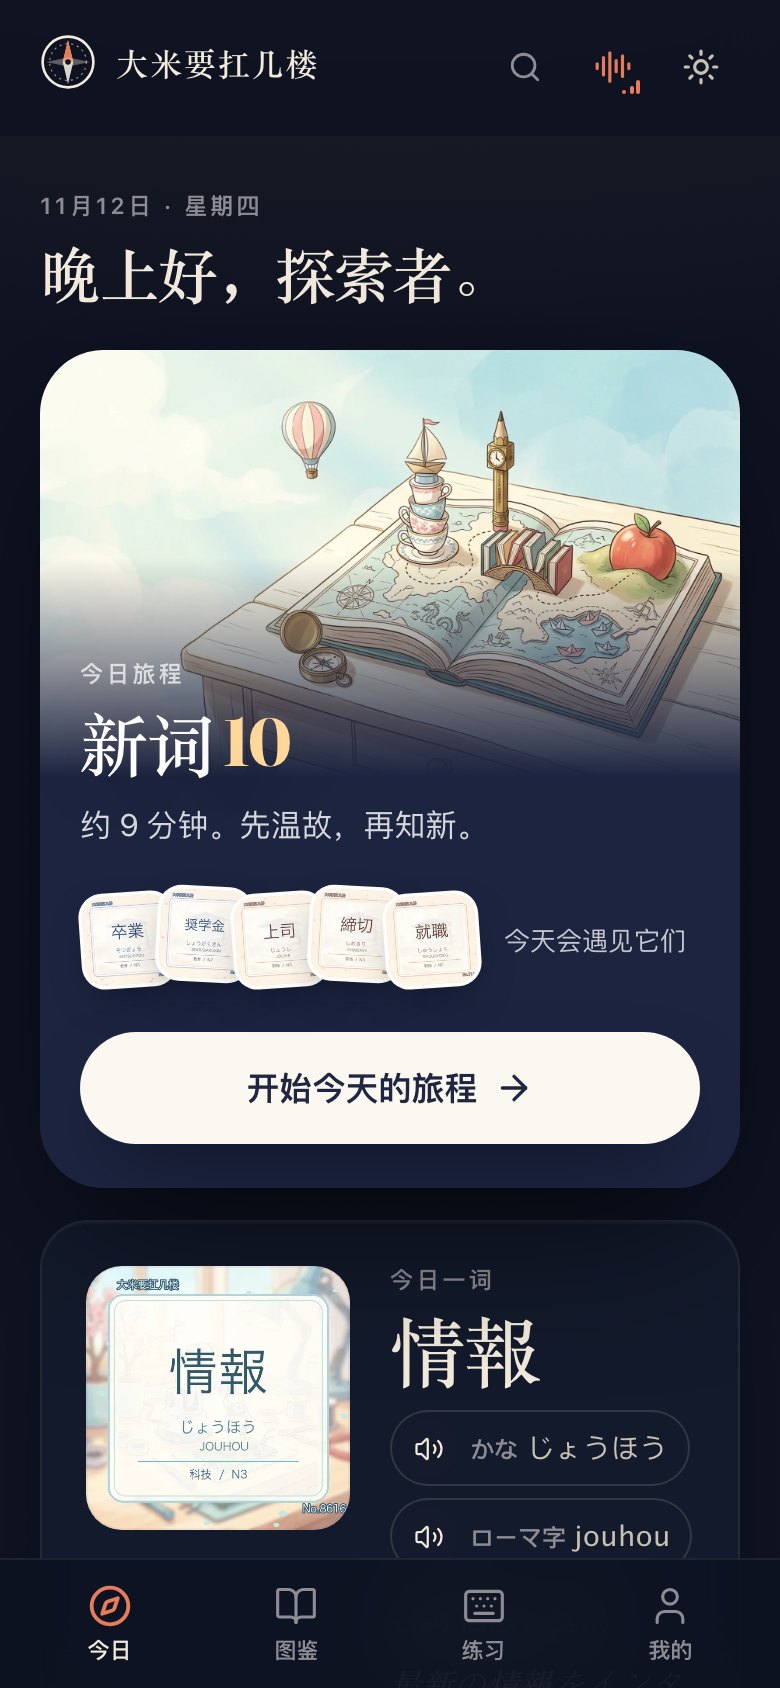 大米要扛几楼
11月12日 · 星期四
晚上好，探索者。
今日旅程
新词10
约 9 分钟。先温故，再知新。
卒業
奨学金
上司
締切
就職
今天会遇见它们
开始今天的旅程 →
大米要扛几楼
情報
じょうほう
JOUHOU
科技 / N3
No.8616
今日一词
情報
かな じょうほう
ローマ字 jouhou
今日
图鉴
练习
我的